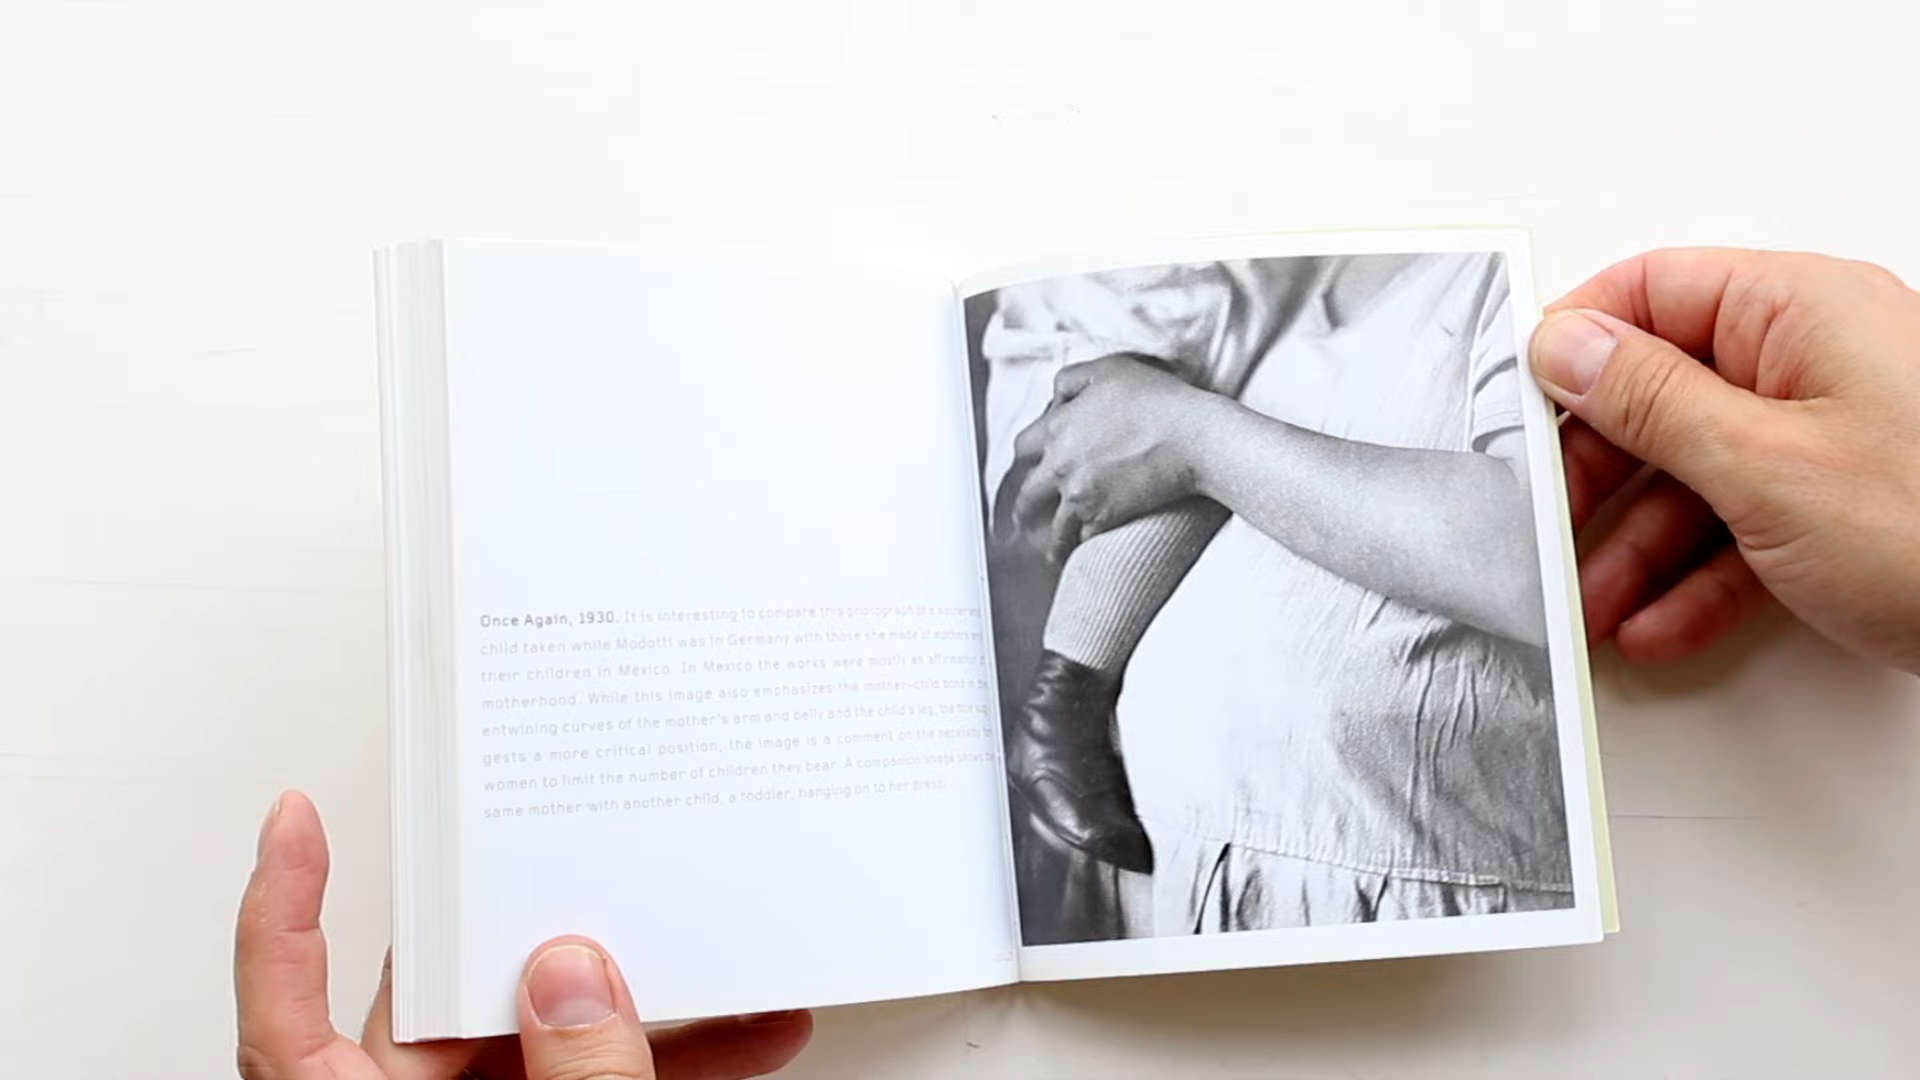 Once Again, 1930. It is interesting to compare this photograph of a mother and
child taken while Modotti was in Germany with those she made of mothers and
their children in Mexico. In Mexico the works were mostly an affirmation of
motherhood. While this image also emphasizes the mother-child bond in the
entwining curves of the mother's arm and belly and the child's leg, the title sug-
gests a more critical position; the image is a comment on the necessity for
women to limit the number of children they bear. A companion image shows the
same mother with another child, a toddler, hanging on to her dress.